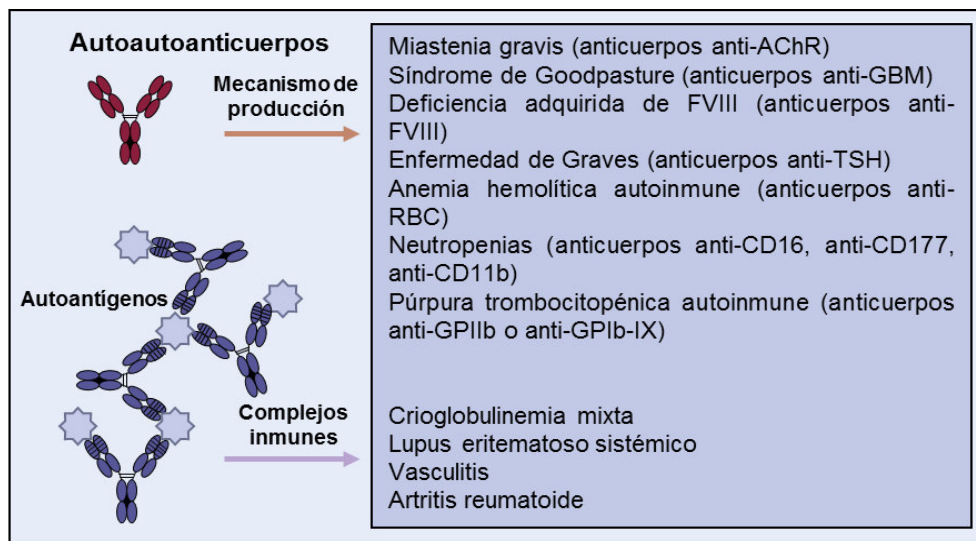 Autoautoanticuerpos
Mecanismo de
producción
Autoantígenos
Complejos
inmunes
Miastenia gravis (anticuerpos anti-AChR)
Síndrome de Goodpasture (anticuerpos anti-GBM)
Deficiencia adquirida de FVIII (anticuerpos anti-
FVIII)
Enfermedad de Graves (anticuerpos anti-TSH)
Anemia hemolítica autoinmune (anticuerpos anti-
RBC)
Neutropenias (anticuerpos anti-CD16, anti-CD177,
anti-CD11b)
Púrpura trombocitopénica autoinmune (anticuerpos
anti-GPIIb o anti-GPIb-IX)
Crioglobulinemia mixta
Lupus eritematoso sistémico
Vasculitis
Artritis reumatoide